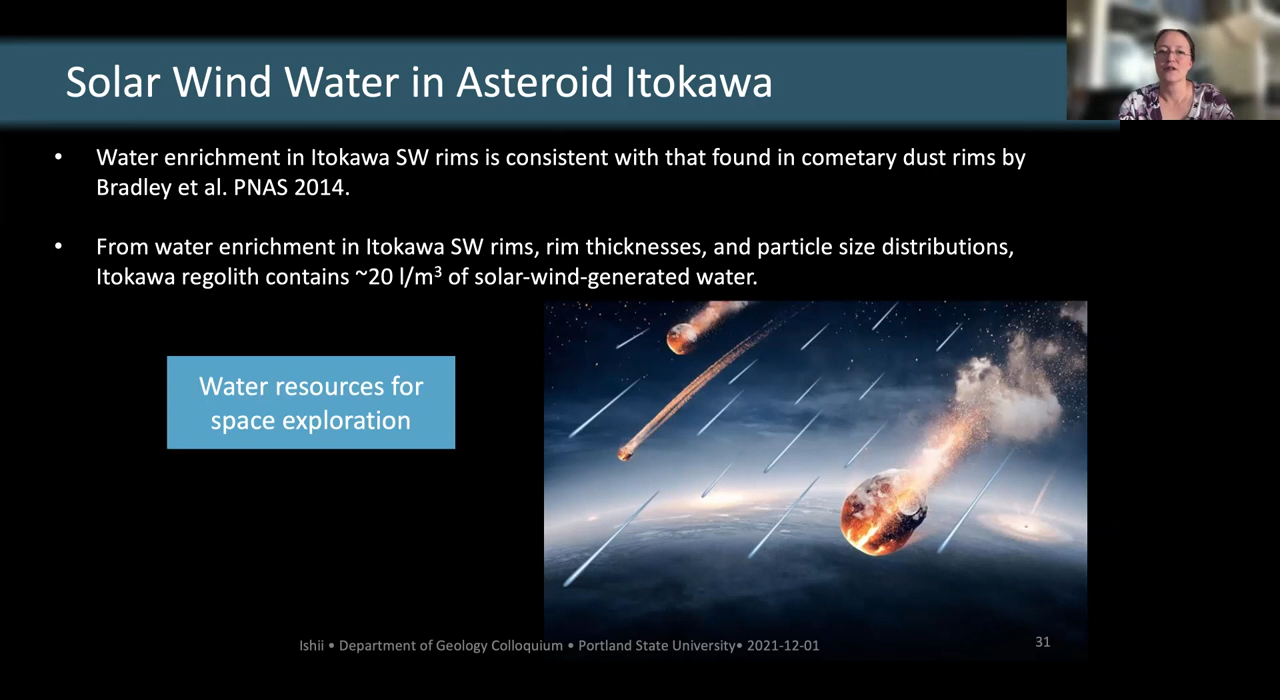 Solar Wind Water in Asteroid Itokawa
• Water enrichment in Itokawa SW rims is consistent with that found in cometary dust rims by
Bradley et al. PNAS 2014.
• From water enrichment in Itokawa SW rims, rim thicknesses, and particle size distributions,
Itokawa regolith contains ~20 l/m³ of solar-wind-generated water.
Water resources for
space exploration
Ishii • Department of Geology Colloquium • Portland State University• 2021-12-01
31